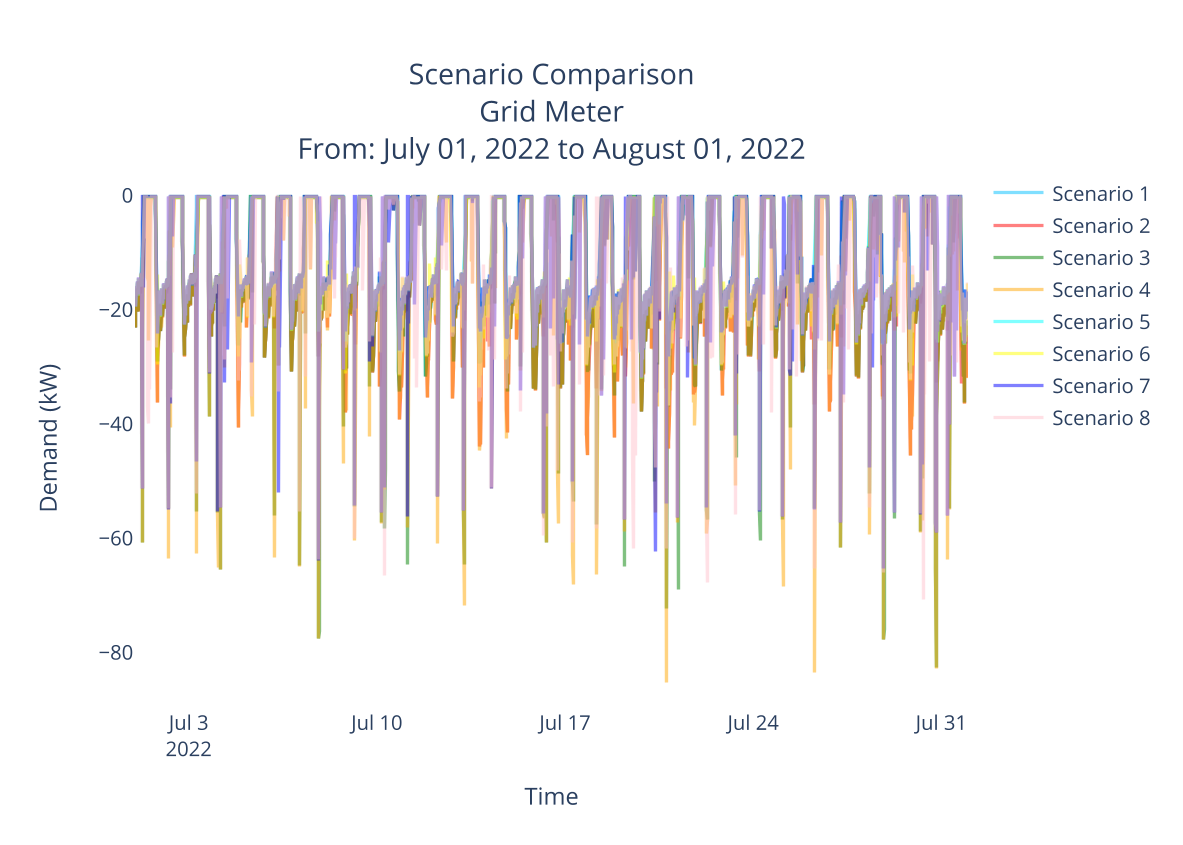 Scenario Comparison
Grid Meter
From: July 01, 2022 to August 01, 2022
0
−20
−40
−60
−80
Demand (kW)
Jul 3
2022
Jul 10
Jul 17
Jul 24
Jul 31
Time
Scenario 1
Scenario 2
Scenario 3
Scenario 4
Scenario 5
Scenario 6
Scenario 7
Scenario 8